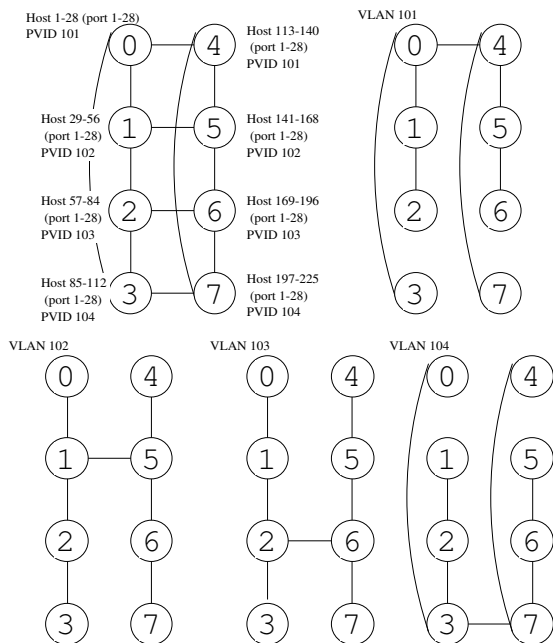 Host 1-28 (port 1-28)
PVID 101
0
4
Host 113-140
(port 1-28)
PVID 101
Host 29-56
(port 1-28)
PVID 102
1
5
Host 141-168
(port 1-28)
PVID 102
Host 57-84
(port 1-28)
PVID 103
2
6
Host 169-196
(port 1-28)
PVID 103
Host 85-112
(port 1-28)
PVID 104
3
7
Host 197-225
(port 1-28)
PVID 104
VLAN 101
0
4
1
5
2
6
3
7
VLAN 102
0
4
1
5
2
6
3
7
VLAN 103
0
4
1
5
2
6
3
7
VLAN 104
0
4
1
5
2
6
3
7